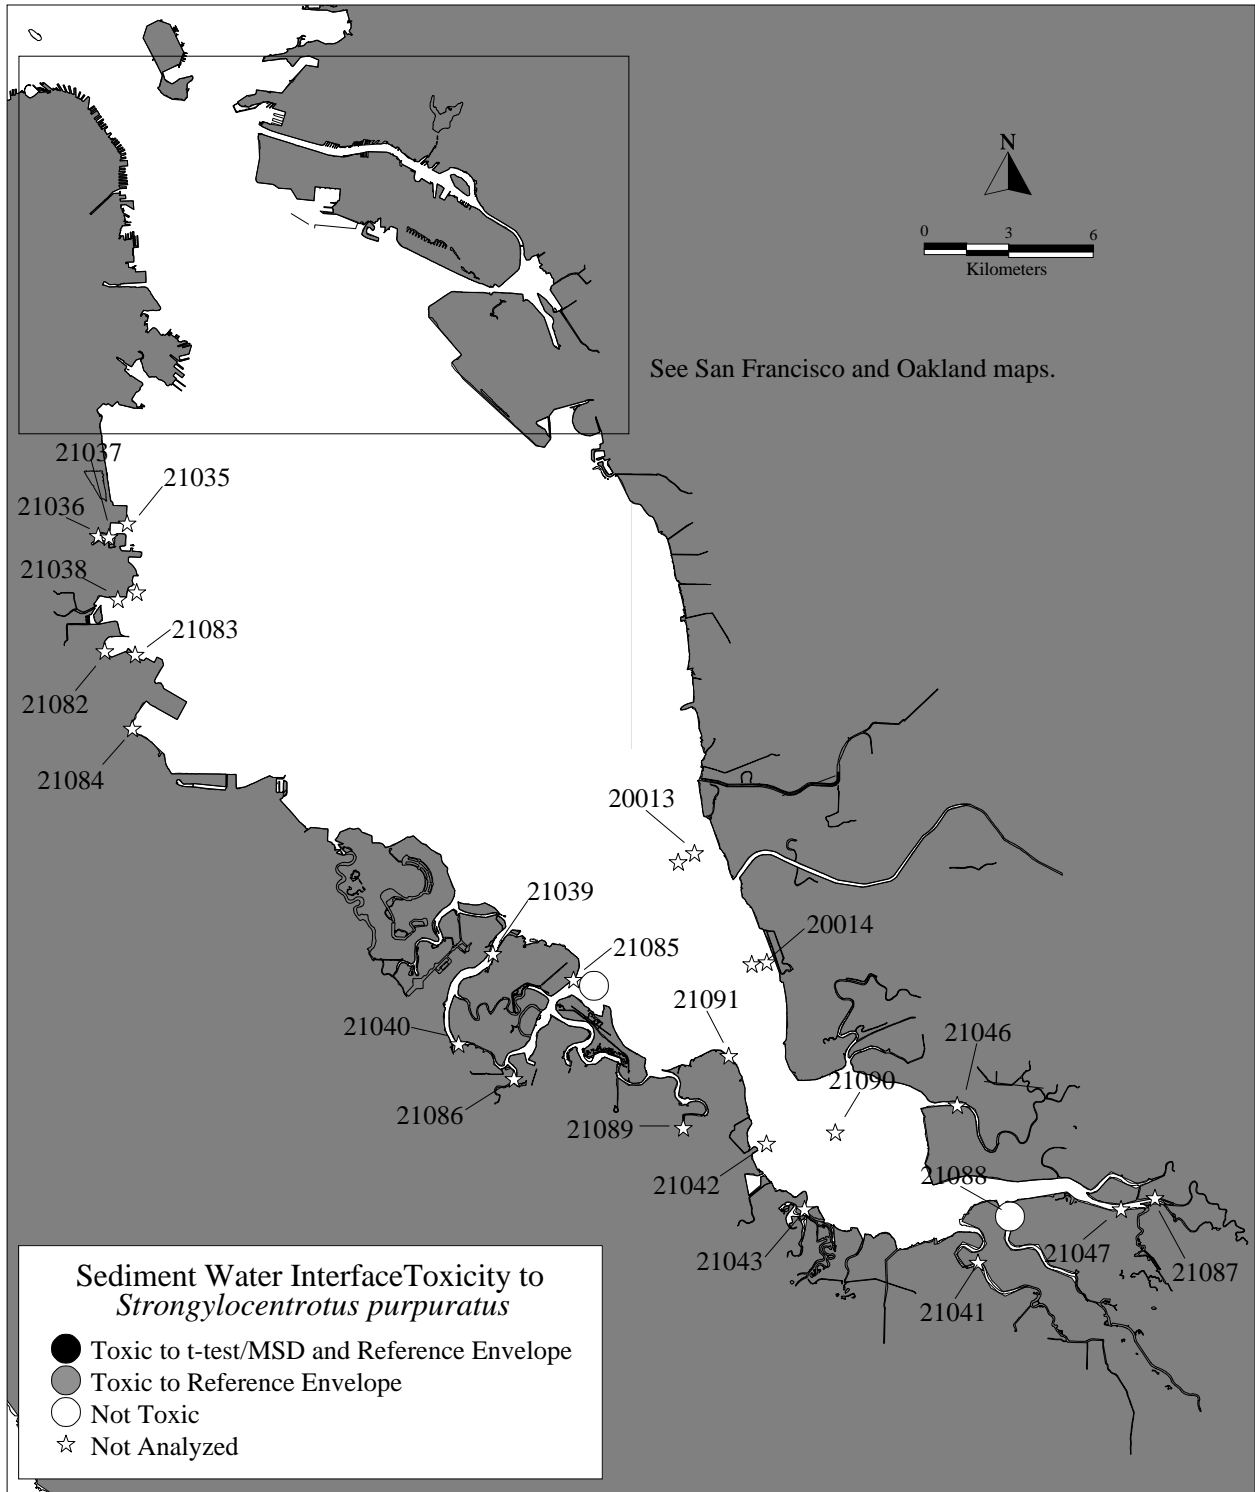 N
0 3 6
Kilometers
See San Francisco and Oakland maps.
21037
21035
21036
21038
21083
21082
21084
20013
21039
20014
21085
21091
21040
21046
21090
21086
21089
21088
21042
21043
21047
21087
21041
Sediment Water InterfaceToxicity to
Strongylocentrotus purpuratus
Toxic to t-test/MSD and Reference Envelope
Toxic to Reference Envelope
Not Toxic
Not Analyzed